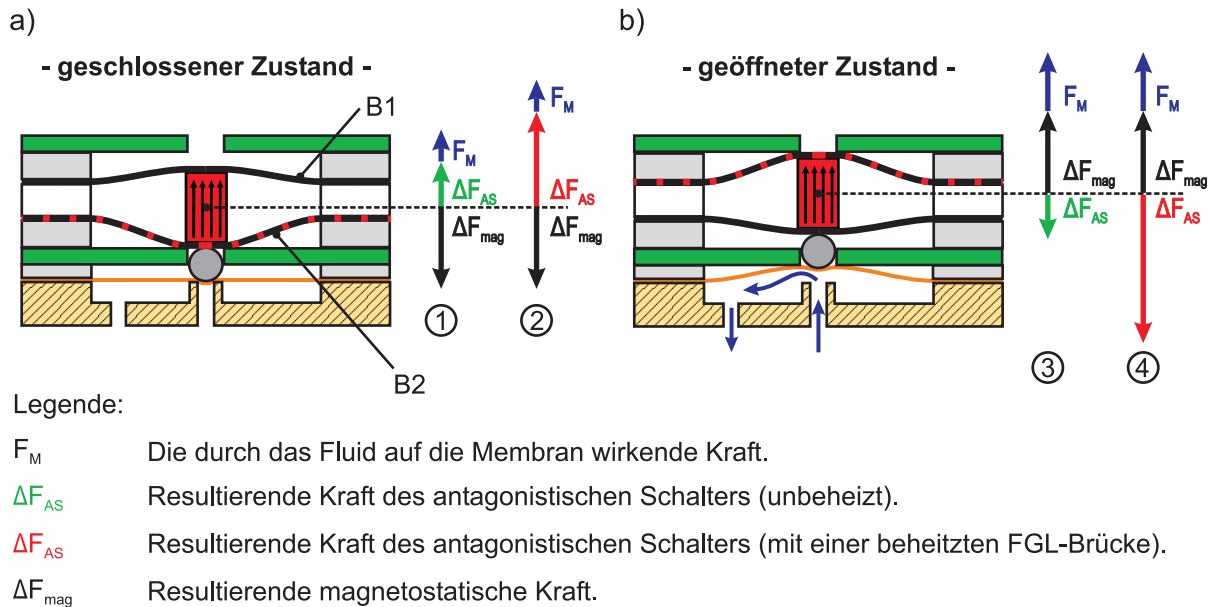 a)
- geschlossener Zustand -
B1
F_M
F_M
ΔF_AS
ΔF_AS
ΔF_mag
ΔF_mag
1
2
B2
b)
- geöffneter Zustand -
F_M
F_M
ΔF_mag
ΔF_mag
ΔF_AS
ΔF_AS
3
4
Legende:
F_M Die durch das Fluid auf die Membran wirkende Kraft.
ΔF_AS Resultierende Kraft des antagonistischen Schalters (unbeheizt).
ΔF_AS Resultierende Kraft des antagonistischen Schalters (mit einer beheitzten FGL-Brücke).
ΔF_mag Resultierende magnetostatische Kraft.